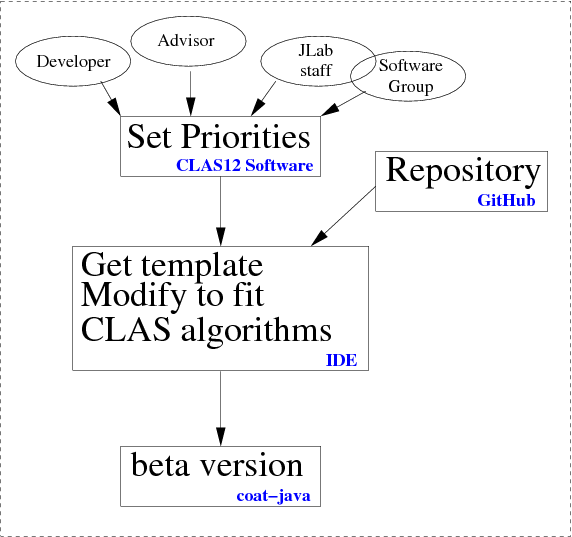 Developer
Advisor
JLab
staff
Software
Group
Set Priorities
CLAS12 Software
Repository
GitHub
Get template
Modify to fit
CLAS algorithms
IDE
beta version
coat-java